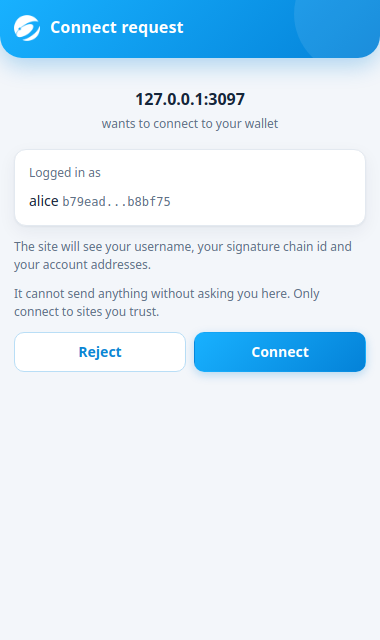 Connect request
127.0.0.1:3097
wants to connect to your wallet
Logged in as
alice b79ead...b8bf75
The site will see your username, your signature chain id and
your account addresses.
It cannot send anything without asking you here. Only
connect to sites you trust.
Reject
Connect